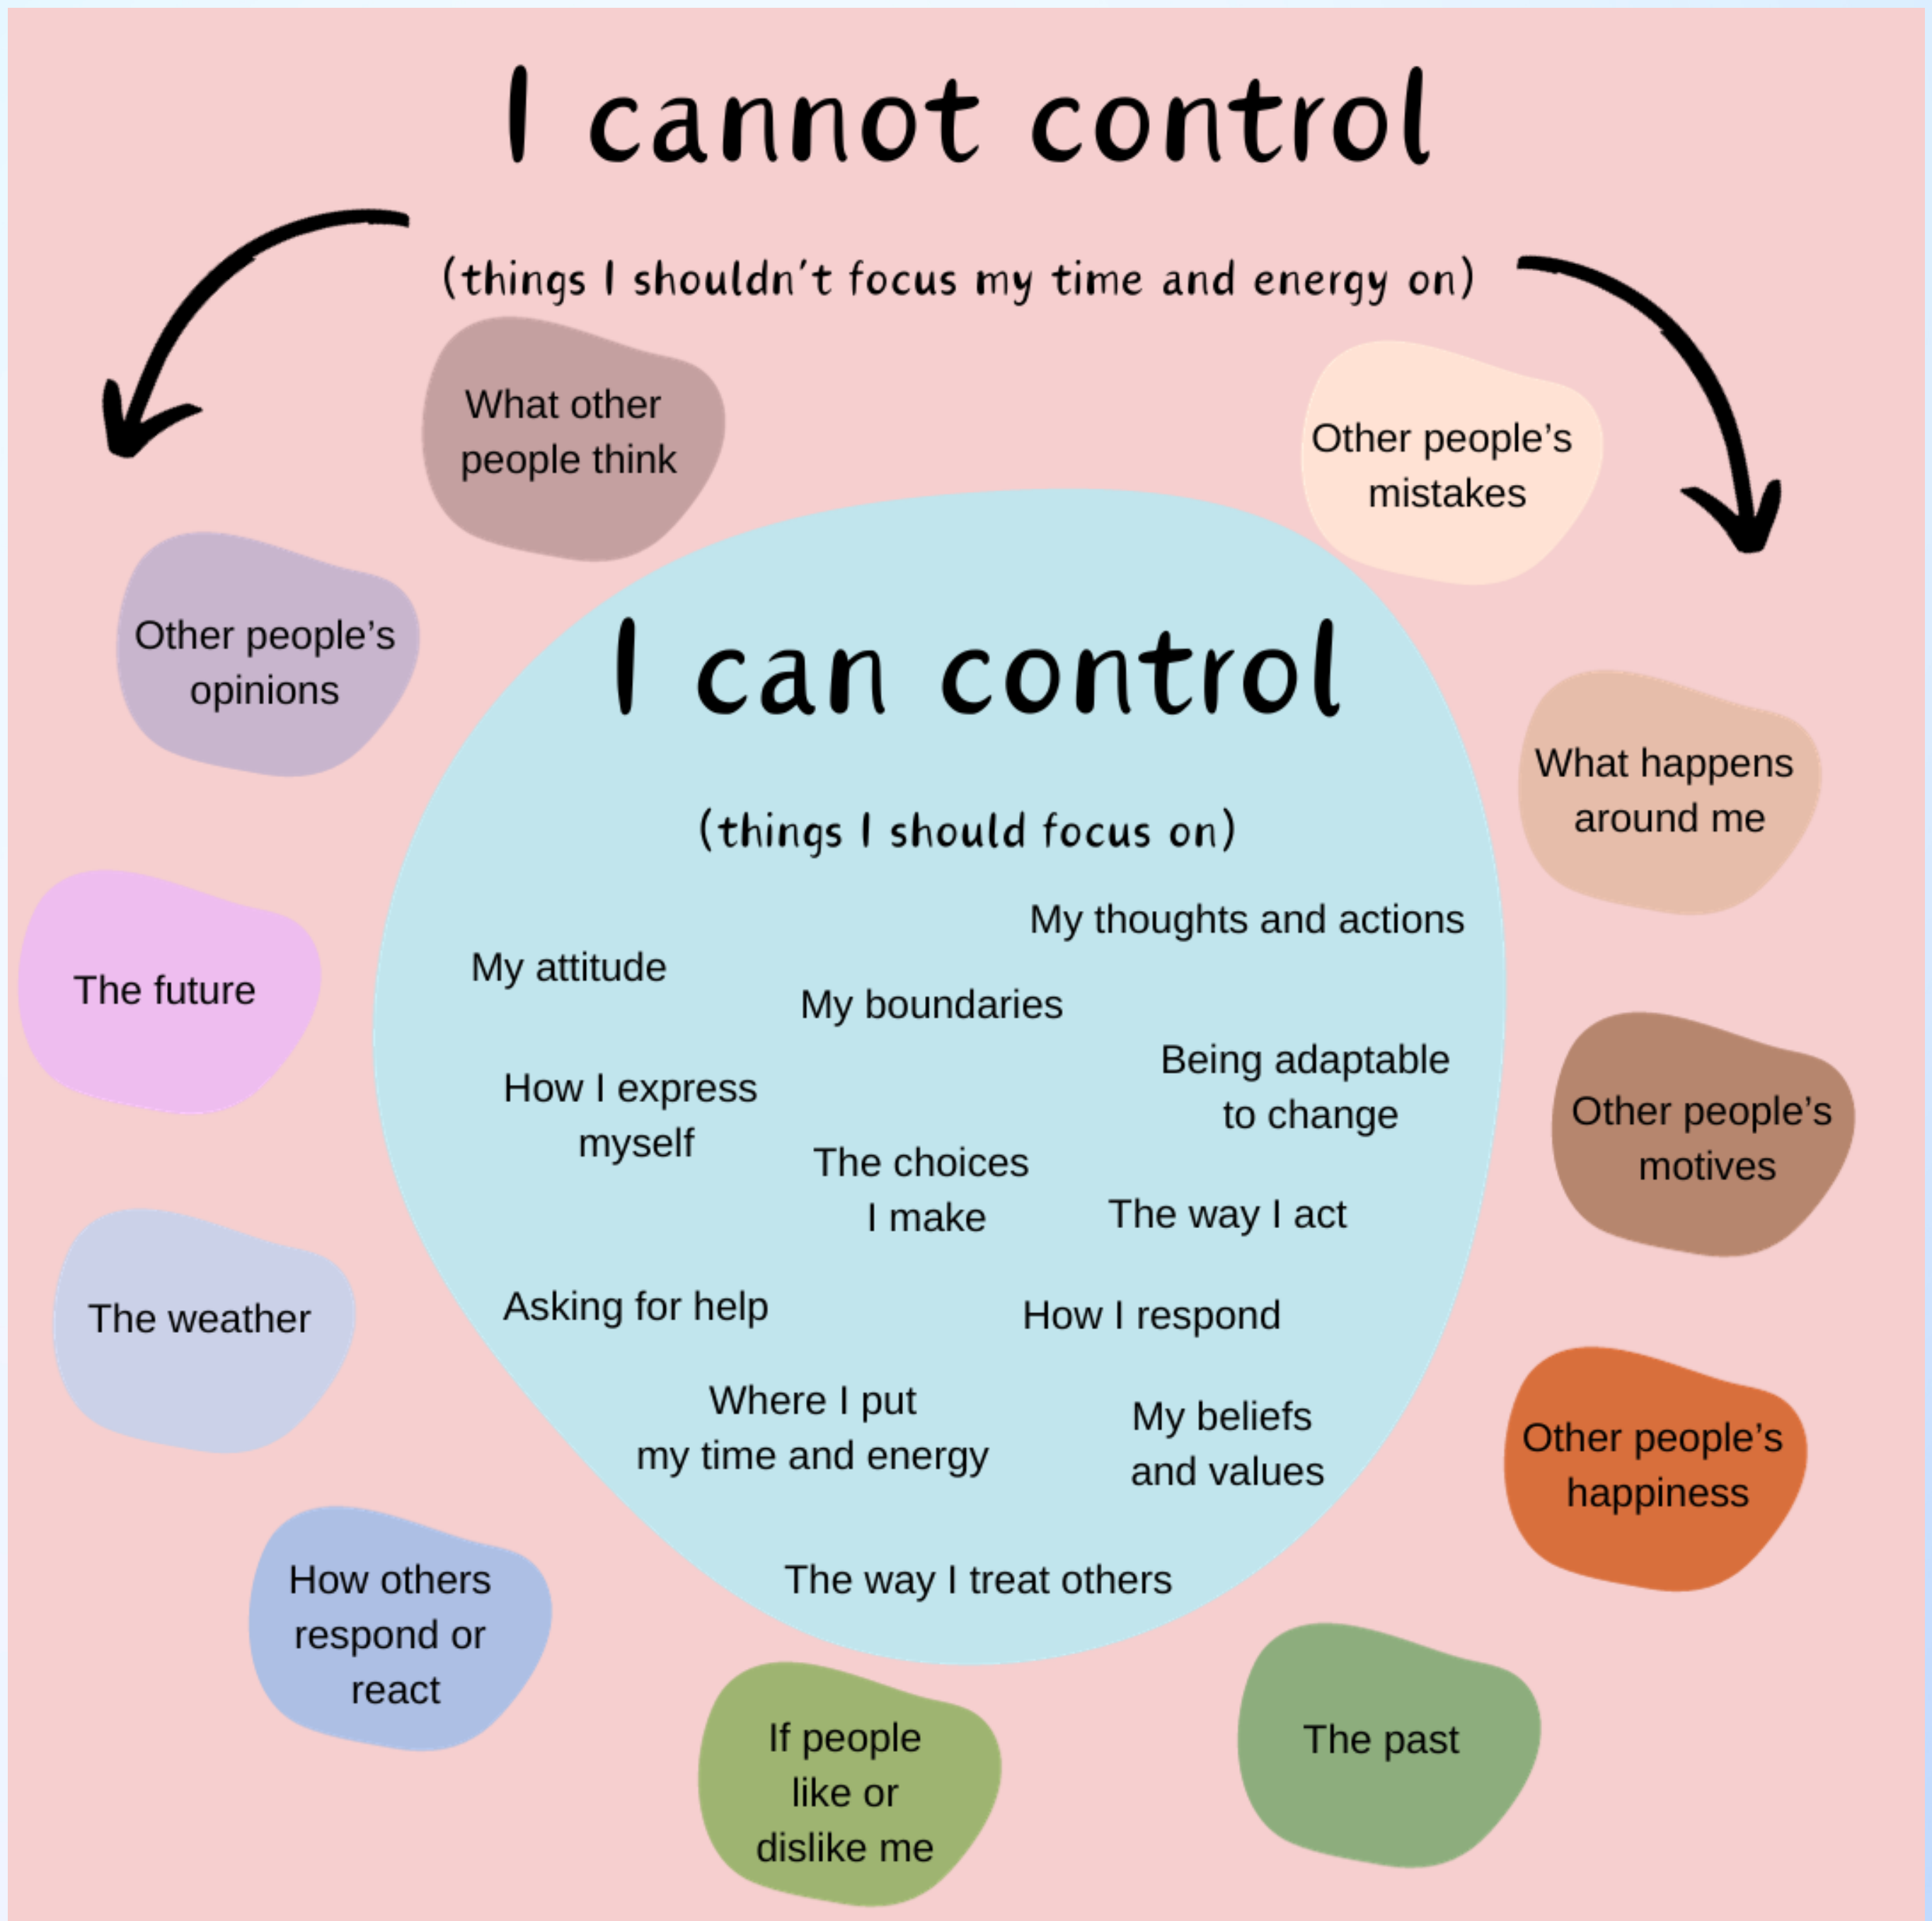 I cannot control
(things I shouldn't focus my time and energy on)
What other
people think
Other people’s
mistakes
Other people’s
opinions
What happens
around me
The future
Other people’s
motives
The weather
Other people’s
happiness
How others
respond or
react
If people
like or
dislike me
The past
I can control
(things I should focus on)
My thoughts and actions
My attitude
My boundaries
Being adaptable
to change
How I express
myself
The choices
I make
The way I act
Asking for help
How I respond
Where I put
my time and energy
My beliefs
and values
The way I treat others